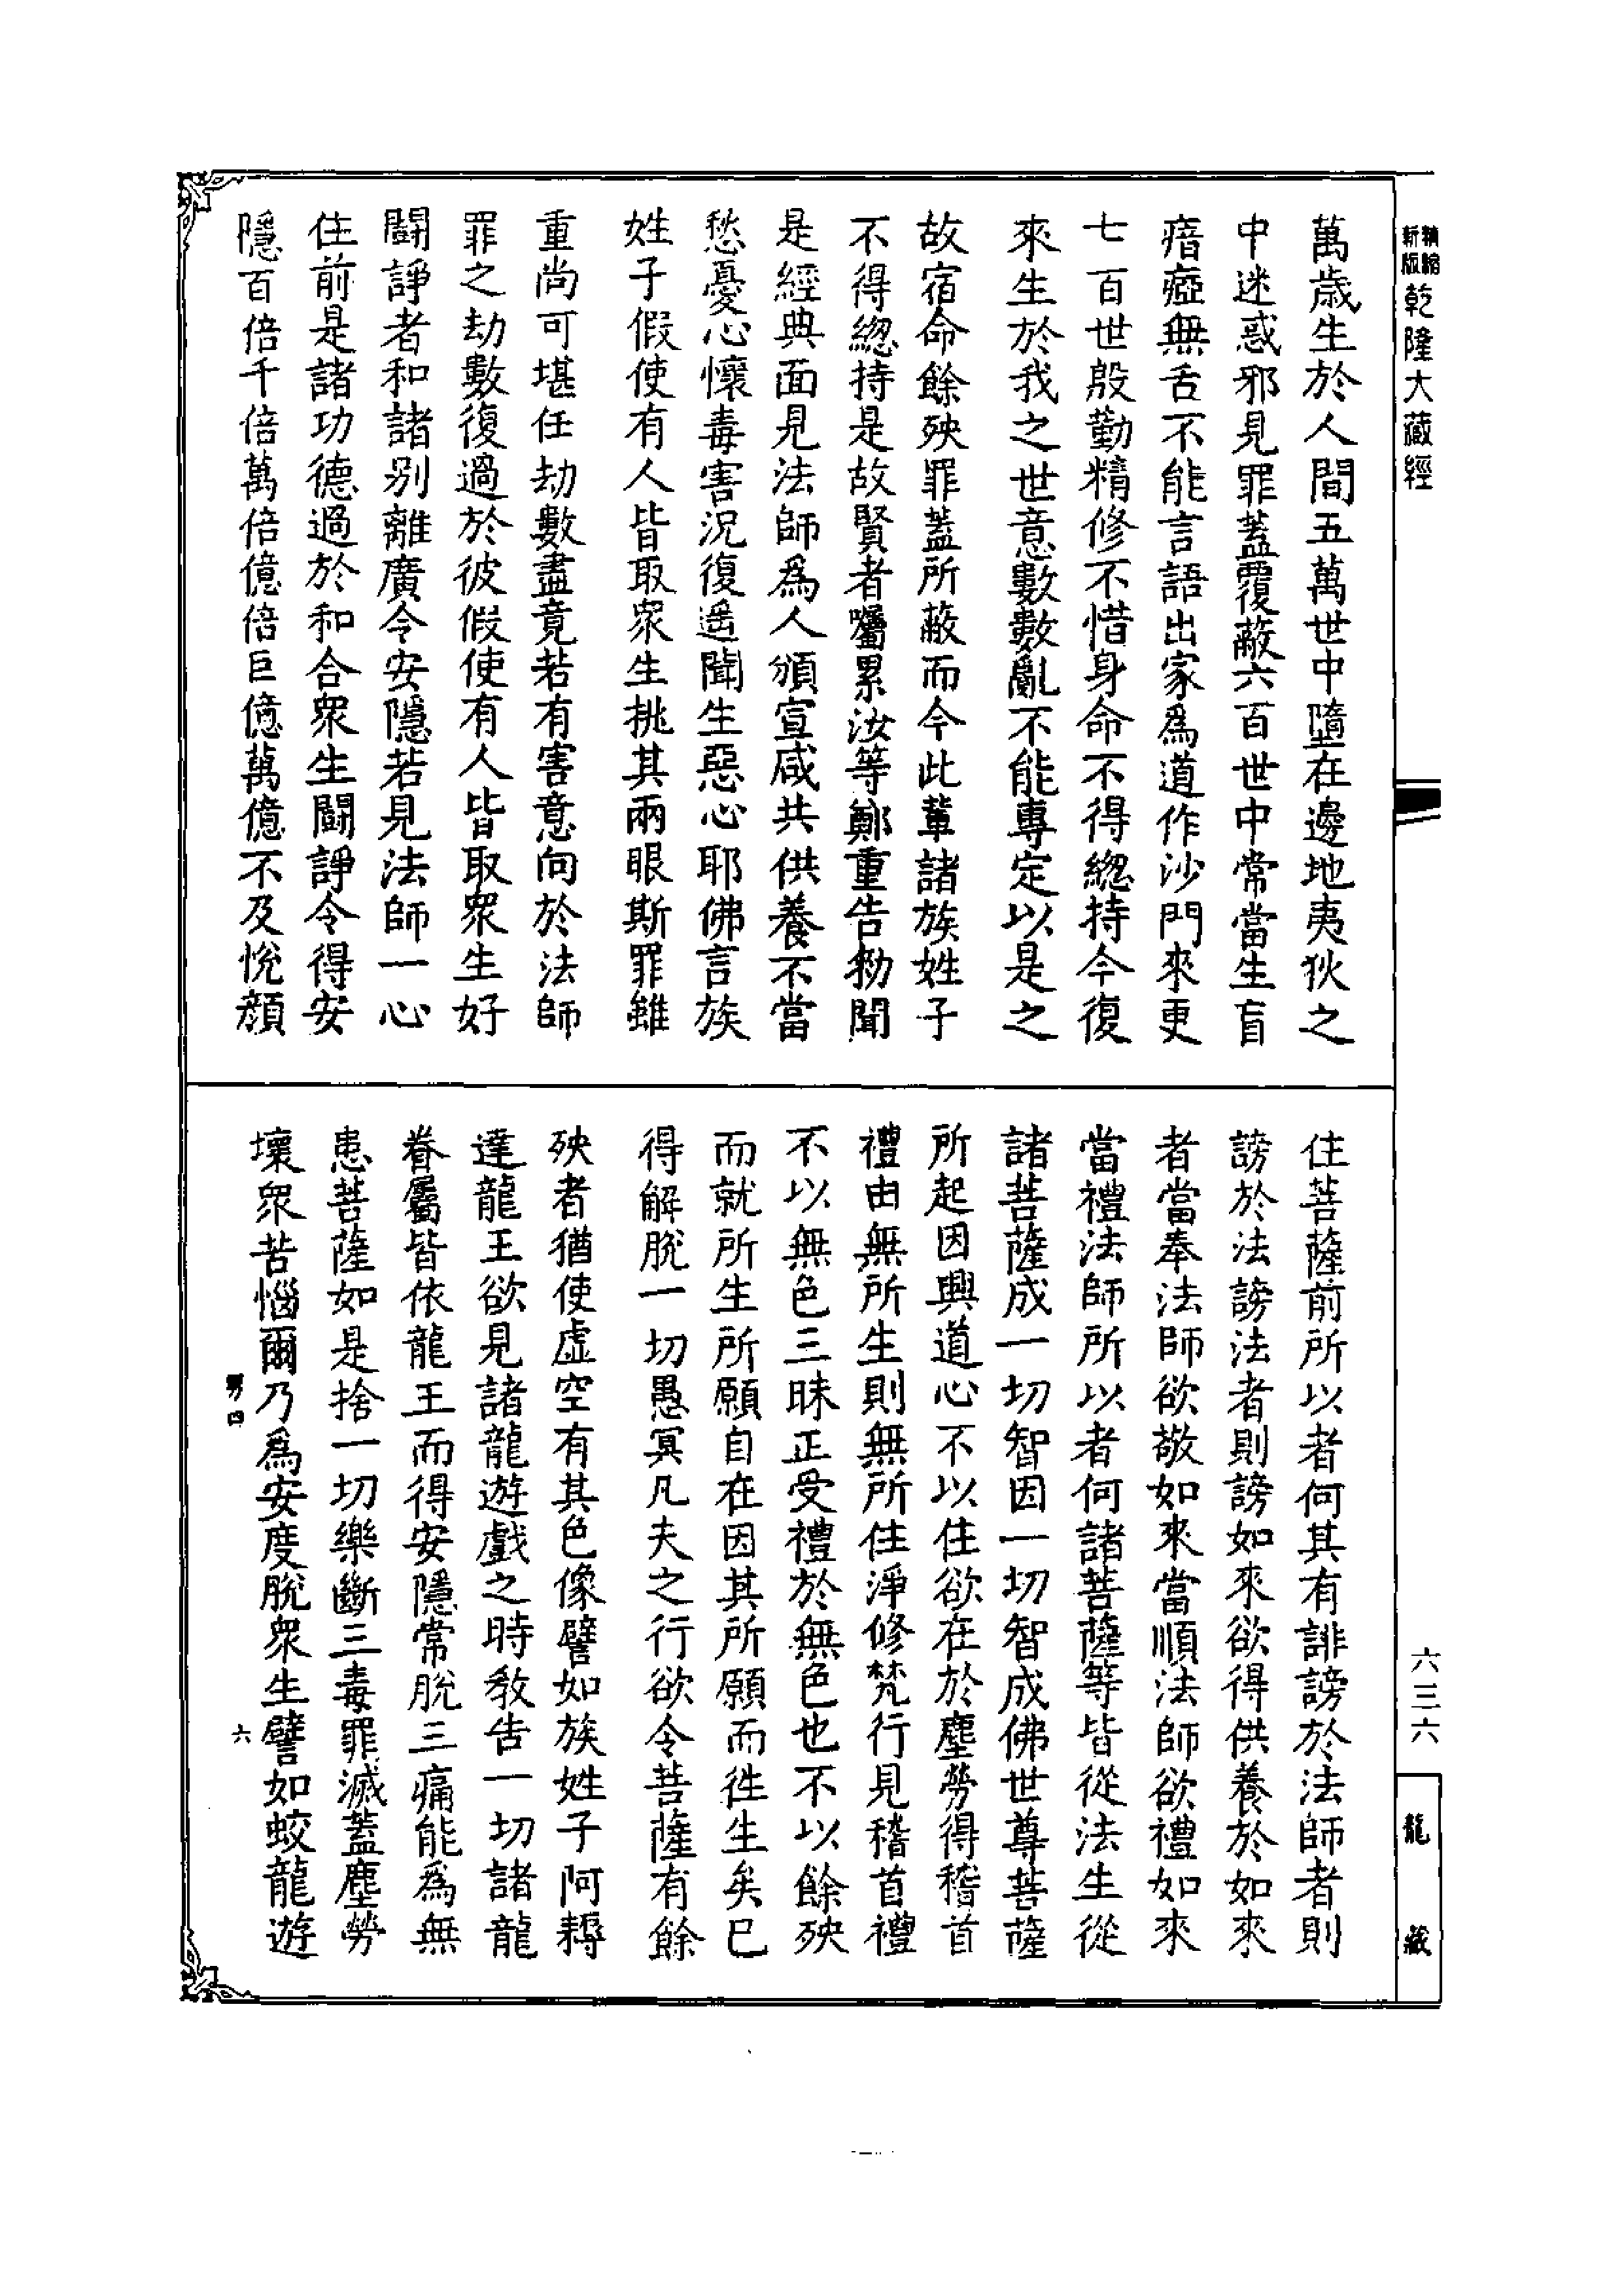 精縮
新版
乾隆大藏經
萬歲生於人間五萬世中墮在邊地夷狄之
中迷惑邪見罪蓋覆蔽六百世中常當生盲
瘖瘂無舌不能言語出家爲道作沙門來更
七百世殷勤精修不惜身命不得總持今復
來生於我之世意數數亂不能專定以是之
故宿命餘殃罪蓋所蔽而今此輩諸族姓子
不得總持是故賢者囑累汝等鄭重告勑聞
是經典面見法師爲人頒宣咸共供養不當
愁憂心懷毒害況復遥聞生惡心耶佛言族
姓子假使有人皆取衆生挑其兩眼斯罪雖
重尚可堪任劫數盡竟若有害意向於法師
罪之劫數復過於彼假使有人皆取衆生好
鬪諍者和諸別離廣令安隱若見法師一心
住前是諸功德過於和合衆生鬪諍令得安
隱百倍千倍萬倍億倍巨億萬億不及悅顏
住菩薩前所以者何其有誹謗於法師者則
謗於法謗法者則謗如來欲得供養於如來
者當奉法師欲敬如來當順法師欲禮如來
當禮法師所以者何諸菩薩等皆從法生從
諸菩薩成一切智因一切智成佛世尊菩薩
所起因興道心不以住欲在於塵勞得稽首
禮由無所生則無所住淨修梵行見稽首禮
不以無色三昧正受禮於無色也不以餘殃
而就所生所願自在因其所願而徃生矣已
得解脫一切愚冥凡夫之行欲令菩薩有餘
殃者猶使虛空有其色像譬如族姓子阿耨
達龍王欲見諸龍遊戲之時教告一切諸龍
眷屬皆依龍王而得安隱常脫三痛能爲無
患菩薩如是捨一切樂斷三毒罪滅蓋塵勞
壞衆苦惱爾乃爲安度脫衆生譬如蛟龍遊
六
六三六
龍藏